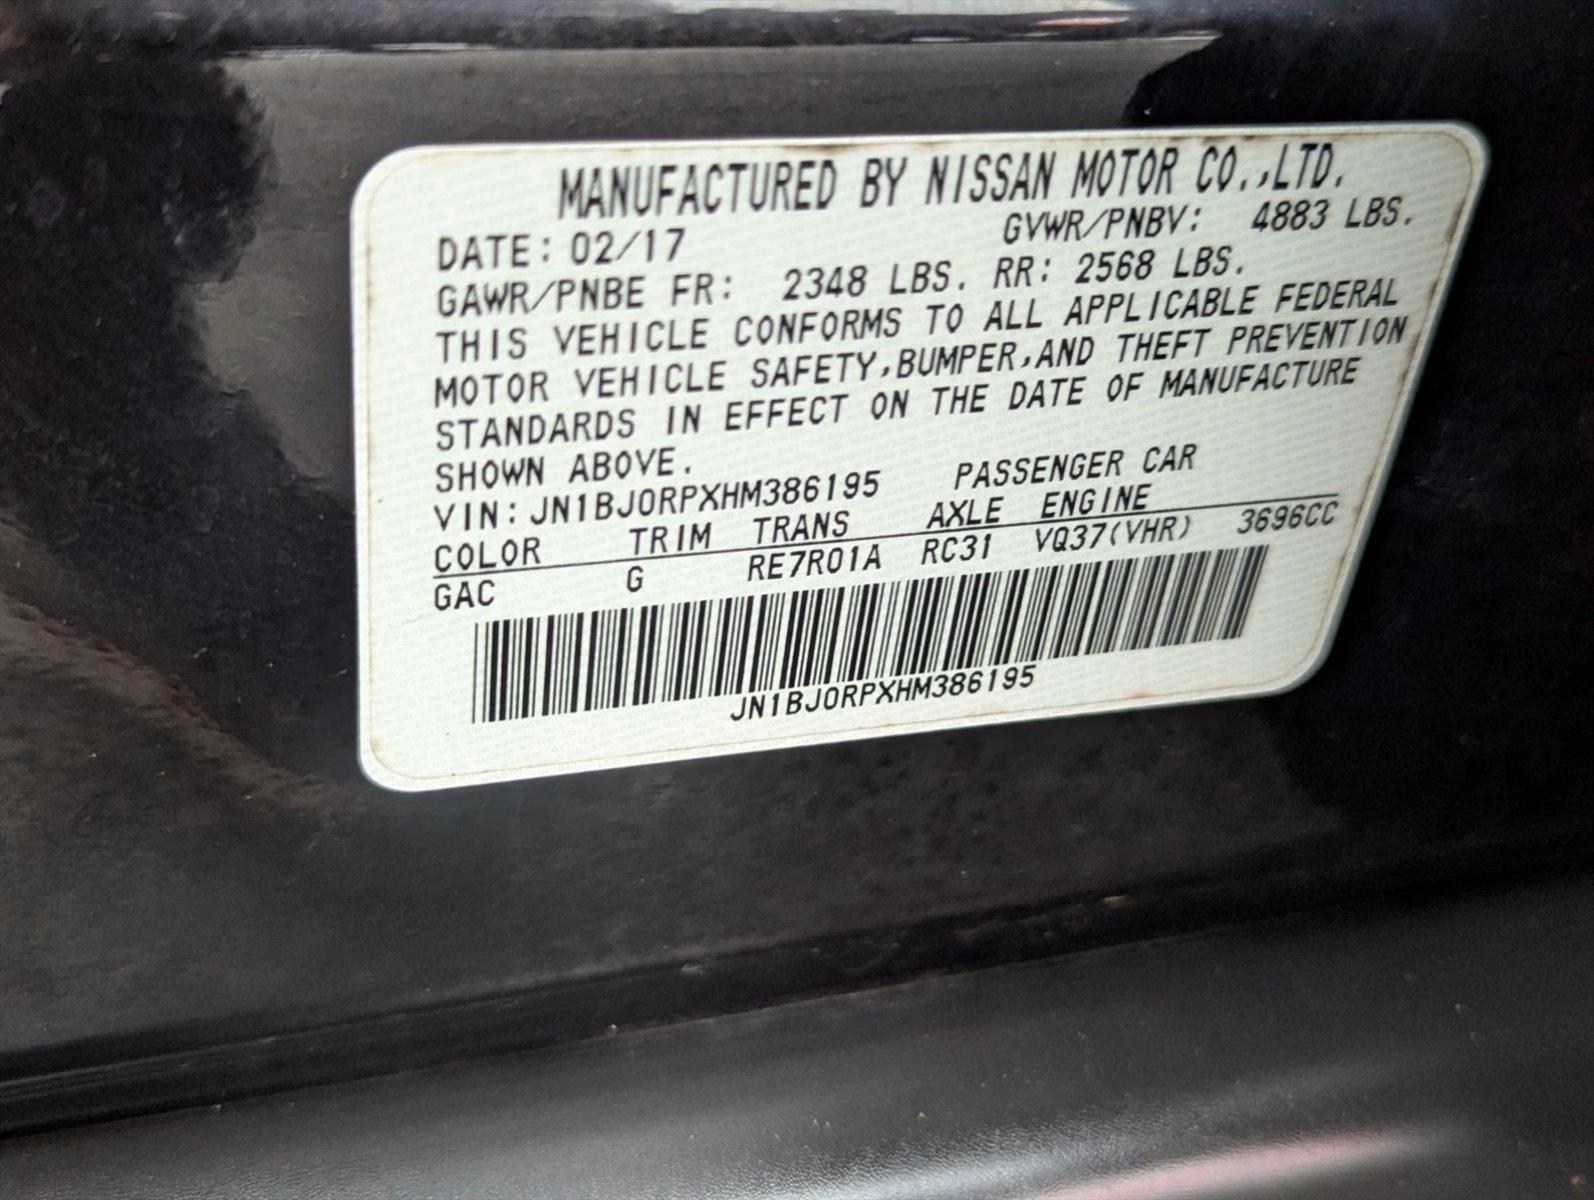 MANUFACTURED BY NISSAN MOTOR CO.,LTD.
DATE: 02/17 GVWR/PNBV: 4883 LBS.
GAWR/PNBE FR: 2348 LBS. RR: 2568 LBS.
THIS VEHICLE CONFORMS TO ALL APPLICABLE FEDERAL
MOTOR VEHICLE SAFETY,BUMPER,AND THEFT PREVENTION
STANDARDS IN EFFECT ON THE DATE OF MANUFACTURE
SHOWN ABOVE.
VIN:JN1BJ0RPXHM386195 PASSENGER CAR
COLOR TRIM TRANS AXLE ENGINE
GAC G RE7R01A RC31 VQ37(VHR) 3696CC
JN1BJ0RPXHM386195